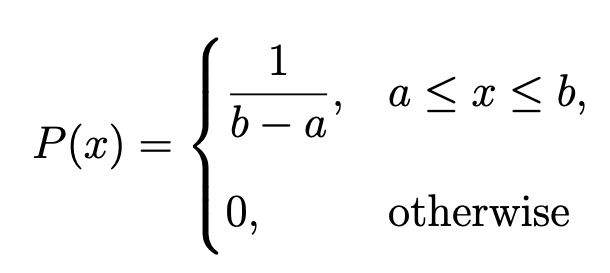 P(x) = { 1/(b − a), a ≤ x ≤ b,
0, otherwise